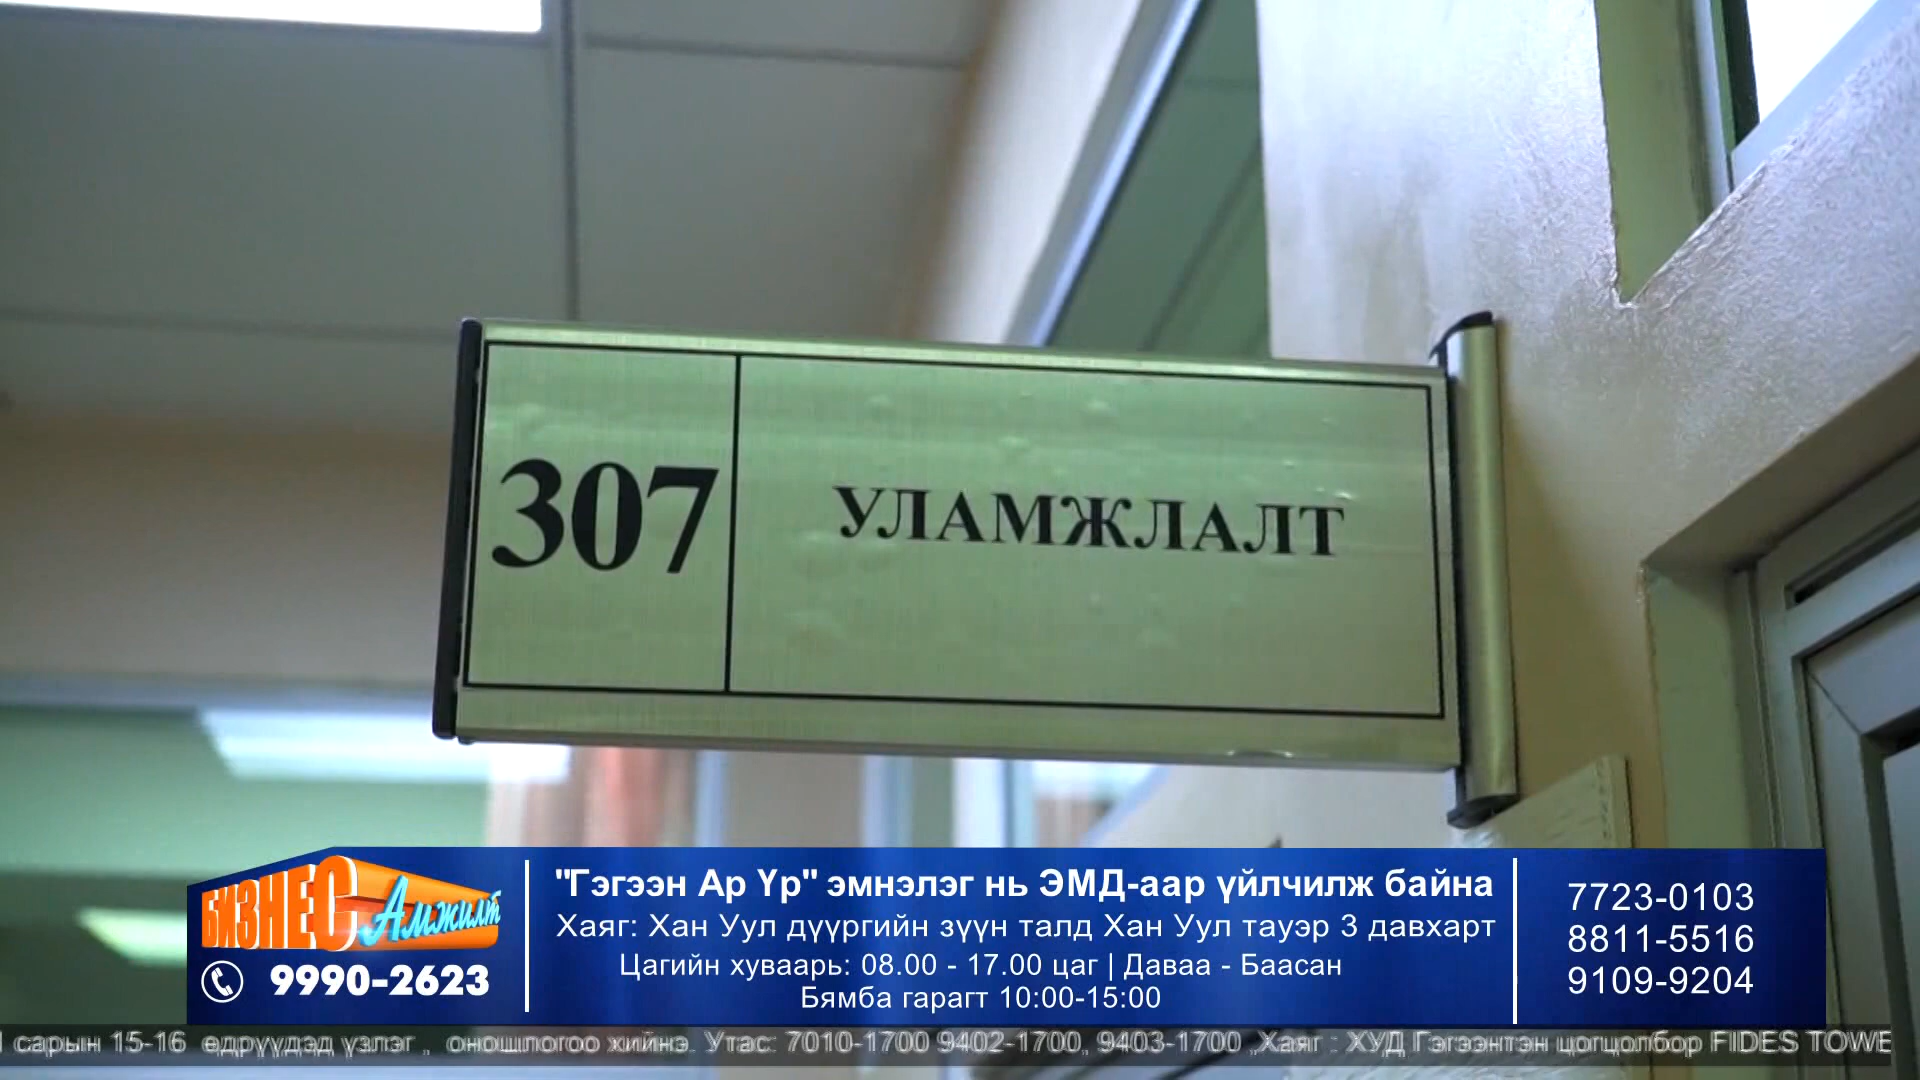 307
УЛАМЖЛАЛТ
БИЗНЕС Амжилт
9990-2623
"Гэгээн Ар Үр" эмнэлэг нь ЭМД-аар үйлчилж байна
Хаяг: Хан Уул дүүргийн зүүн талд Хан Уул тауэр 3 давхарт
Цагийн хуваарь: 08.00 - 17.00 цаг | Даваа - Баасан
Бямба гарагт 10:00-15:00
7723-0103
8811-5516
9109-9204
сарын 15-16 өдрүүдэд үзлэг , оношлогоо хийнэ. Утас: 7010-1700 9402-1700, 9403-1700 ,Хаяг : ХУД Гэгээнтэн цогцолбор FIDES TOWE